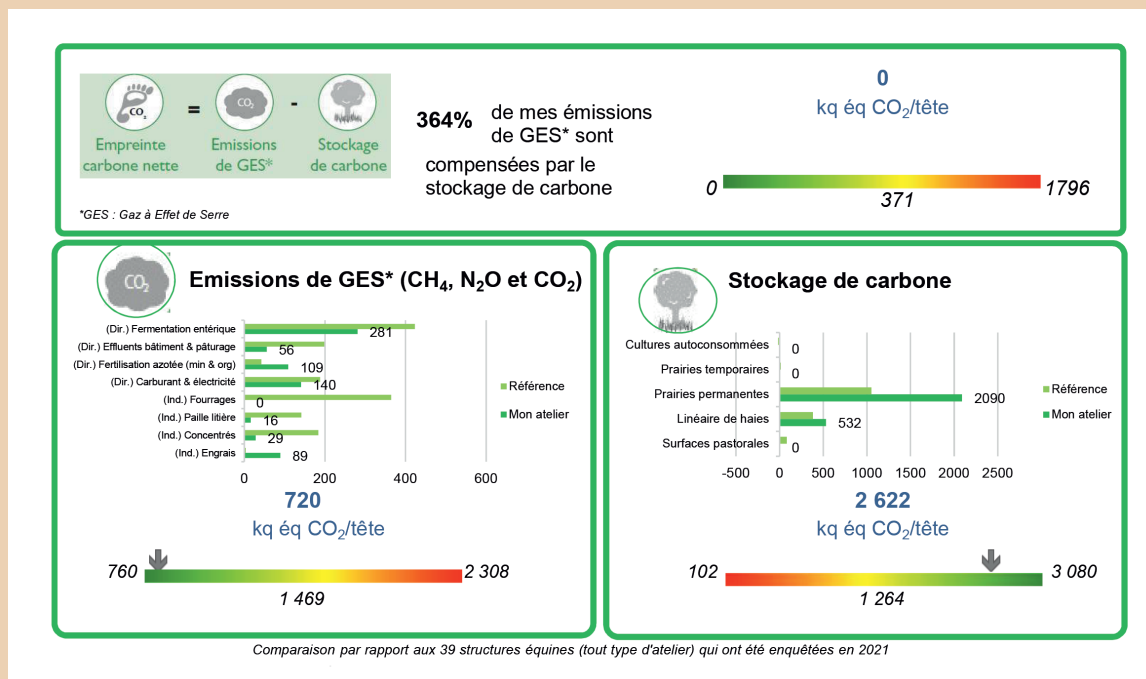 CO₂ = CO₂ -
Empreinte carbone nette
Emissions de GES*
Stockage de carbone
*GES : Gaz à Effet de Serre
364% de mes émissions
de GES* sont
compensées par le
stockage de carbone
0
kq éq CO₂/tête
0 1796
371
CO₂
Emissions de GES* (CH₄, N₂O et CO₂)
(Dir.) Fermentation entérique 281
(Dir.) Effluents bâtiment & pâturage 56
(Dir.) Fertilisation azotée (min & org) 109
(Dir.) Carburant & électricité 140
(Ind.) Fourrages 0
(Ind.) Paille litière 16
(Ind.) Concentrés 29
(Ind.) Engrais 89
Référence
Mon atelier
0 200 400 600
720
kq éq CO₂/tête
760 2 308
1 469
Stockage de carbone
Cultures autoconsommées 0
Prairies temporaires 0
Prairies permanentes 2090
Linéaire de haies 532
Surfaces pastorales 0
Référence
Mon atelier
-500 0 500 1000 1500 2000 2500
2 622
kq éq CO₂/tête
102 3 080
1 264
Comparaison par rapport aux 39 structures équines (tout type d'atelier) qui ont été enquêtées en 2021